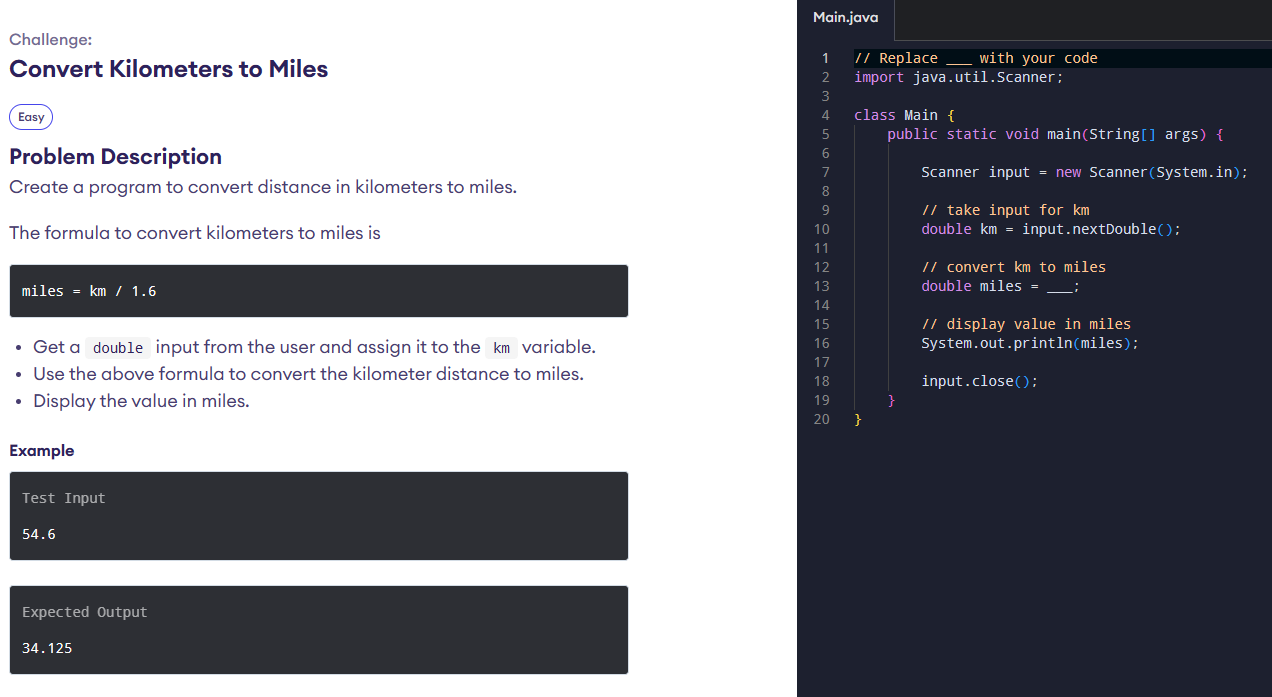 Challenge:
Convert Kilometers to Miles
Easy
Problem Description
Create a program to convert distance in kilometers to miles.
The formula to convert kilometers to miles is
miles = km / 1.6
• Get a double input from the user and assign it to the km variable.
• Use the above formula to convert the kilometer distance to miles.
• Display the value in miles.
Example
Test Input
54.6
Expected Output
34.125
Main.java
1 // Replace ___ with your code
2 import java.util.Scanner;
3
4 class Main {
5     public static void main(String[] args) {
6
7         Scanner input = new Scanner(System.in);
8
9         // take input for km
10         double km = input.nextDouble();
11
12         // convert km to miles
13         double miles = ___;
14
15         // display value in miles
16         System.out.println(miles);
17
18         input.close();
19     }
20 }